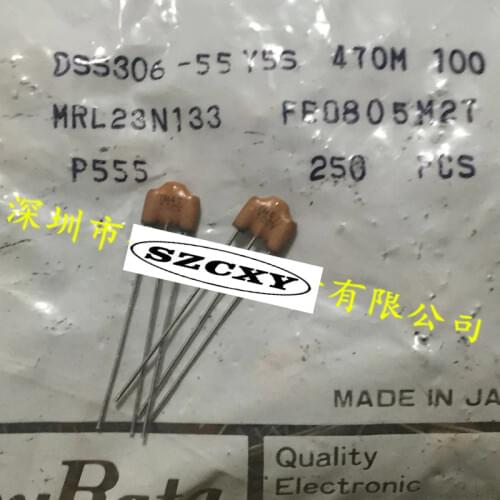 DSS306-55Y5S 470M 100
MRL23N133 FE0805M27
P555 250 PCS
深圳市
SZCXY
有限公司
MADE IN JA
muRata
Quality
Electronic